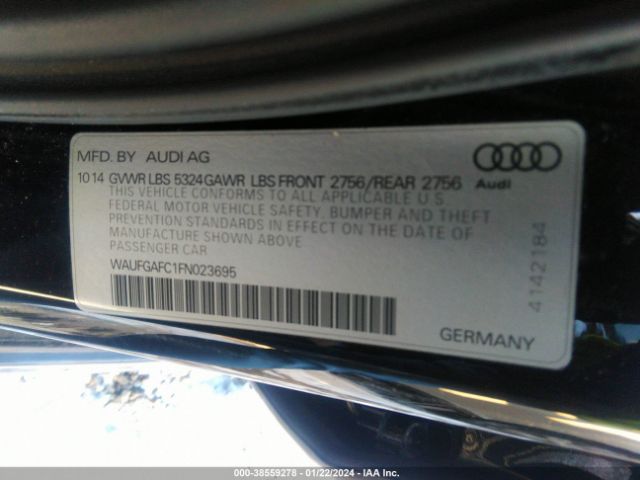 MFD. BY AUDI AG
10 14 GVWR LBS 5324GAWR LBS FRONT 2756/REAR 2756
Audi
THIS VEHICLE CONFORMS TO ALL APPLICABLE U S
FEDERAL MOTOR VEHICLE SAFETY, BUMPER AND THEFT
PREVENTION STANDARDS IN EFFECT ON THE DATE OF
MANUFACTURE SHOWN ABOVE
PASSENGER CAR
WAUFGAFC1FN023695
4142184
GERMANY
000-38559278 - 01/22/2024 - IAA Inc.